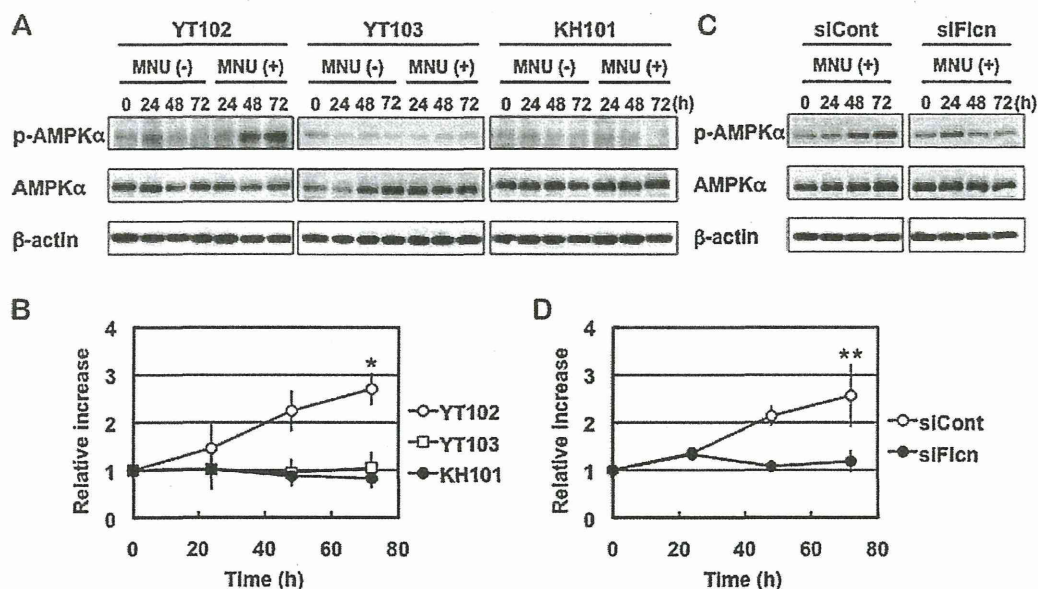 A
YT102 YT103 KH101
MNU (-) MNU (+) MNU (-) MNU (+) MNU (-) MNU (+)
0 24 48 72 24 48 72 0 24 48 72 24 48 72 0 24 48 72 24 48 72(h)
p-AMPKα
AMPKα
β-actin
C
siCont siFlcn
MNU (+) MNU (+)
0 24 48 72 0 24 48 72(h)
p-AMPKα
AMPKα
β-actin
B
Relative increase
4
3
2
1
0
0 20 40 60 80
Time (h)
*
YT102
YT103
KH101
D
Relative increase
4
3
2
1
0
0 20 40 60 80
Time (h)
**
siCont
siFlcn